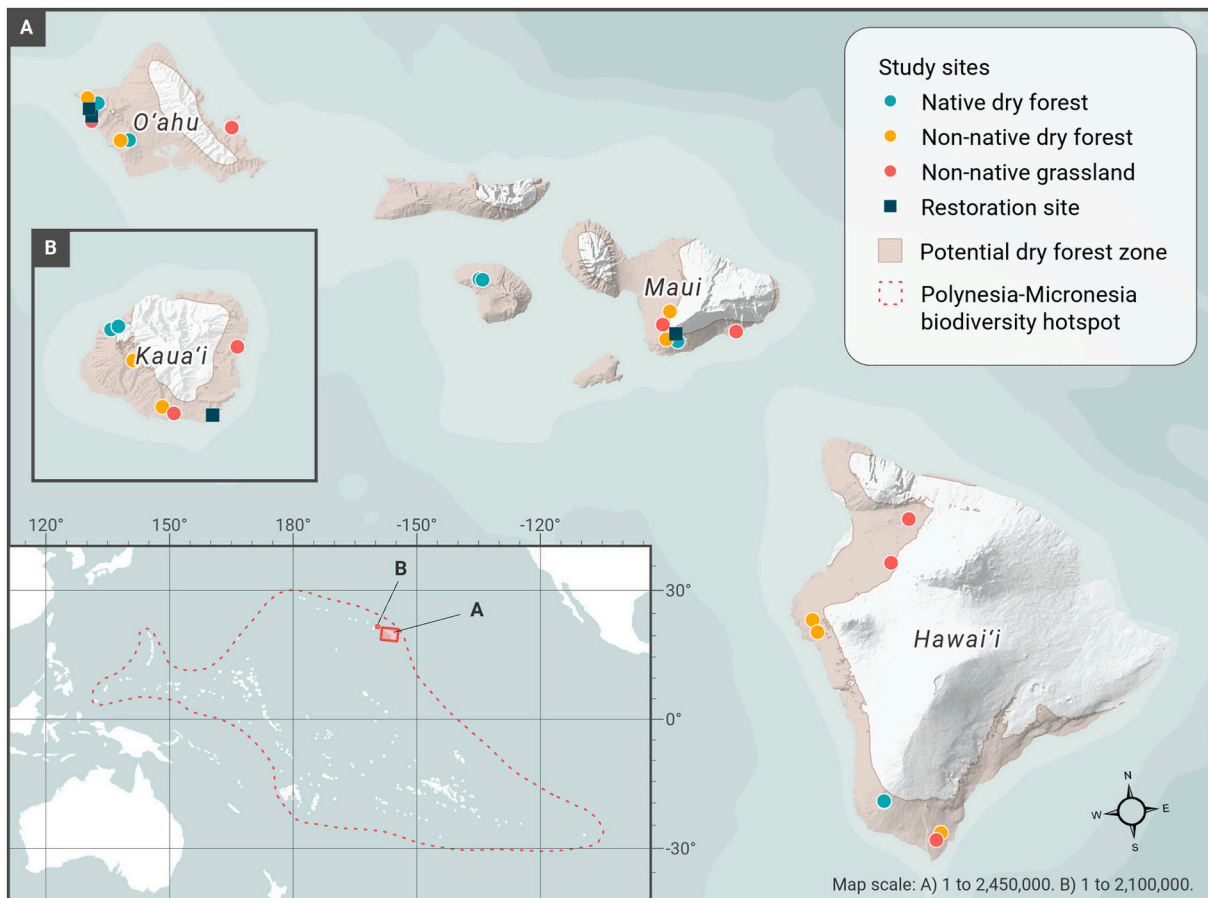 A
O‘ahu
B
Kaua‘i
Maui
Hawai‘i
Study sites
Native dry forest
Non-native dry forest
Non-native grassland
Restoration site
Potential dry forest zone
Polynesia-Micronesia
biodiversity hotspot
120° 150° 180° -150° -120°
B
A
30°
0°
-30°
N
W E
S
Map scale: A) 1 to 2,450,000. B) 1 to 2,100,000.